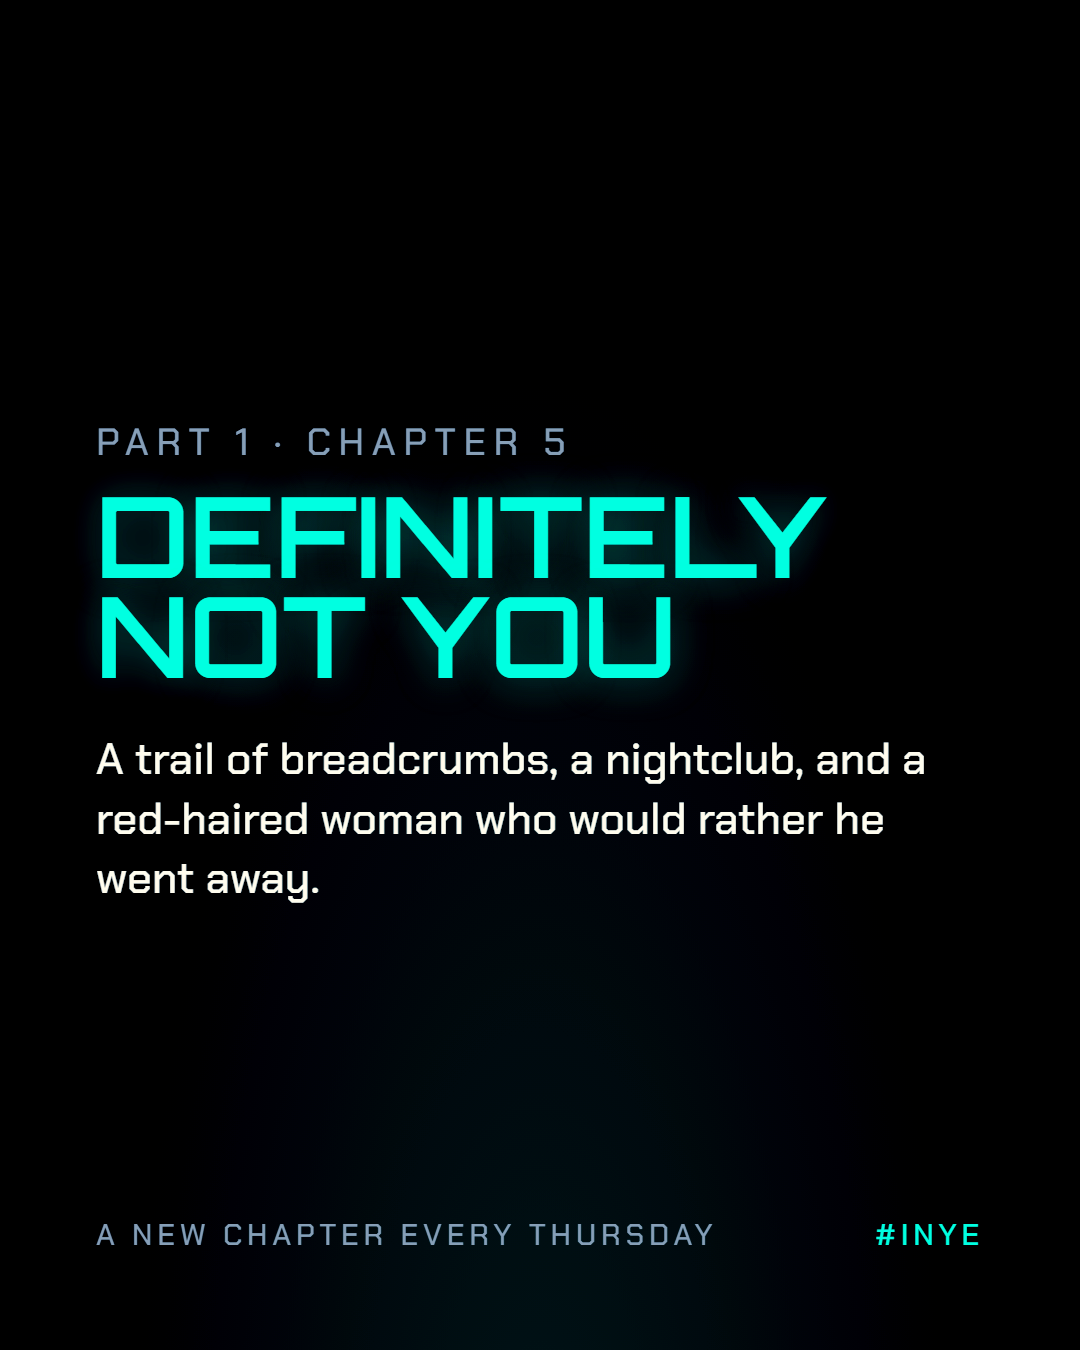 PART 1 · CHAPTER 5
DEFINITELY
NOT YOU
A trail of breadcrumbs, a nightclub, and a
red-haired woman who would rather he
went away.
A NEW CHAPTER EVERY THURSDAY
#INYE